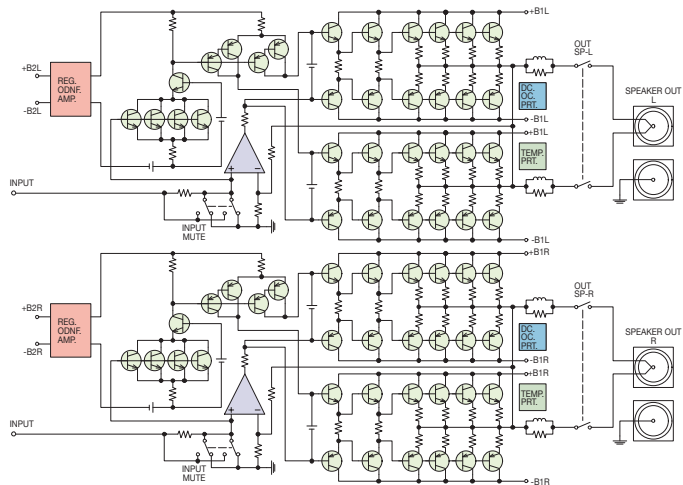 +B1L
+B2L
REG.
ODNF.
AMP.
-B2L
OUT
SP-L
DC.
OC.
PRT.
SPEAKER OUT
L
-B1L
+B1L
TEMP.
PRT.
INPUT
+
-
INPUT
MUTE
-B1L
+B1R
+B2R
REG.
ODNF.
AMP.
-B2R
OUT
SP-R
DC.
OC.
PRT.
SPEAKER OUT
R
-B1R
+B1R
TEMP.
PRT.
INPUT
+
-
INPUT
MUTE
-B1R